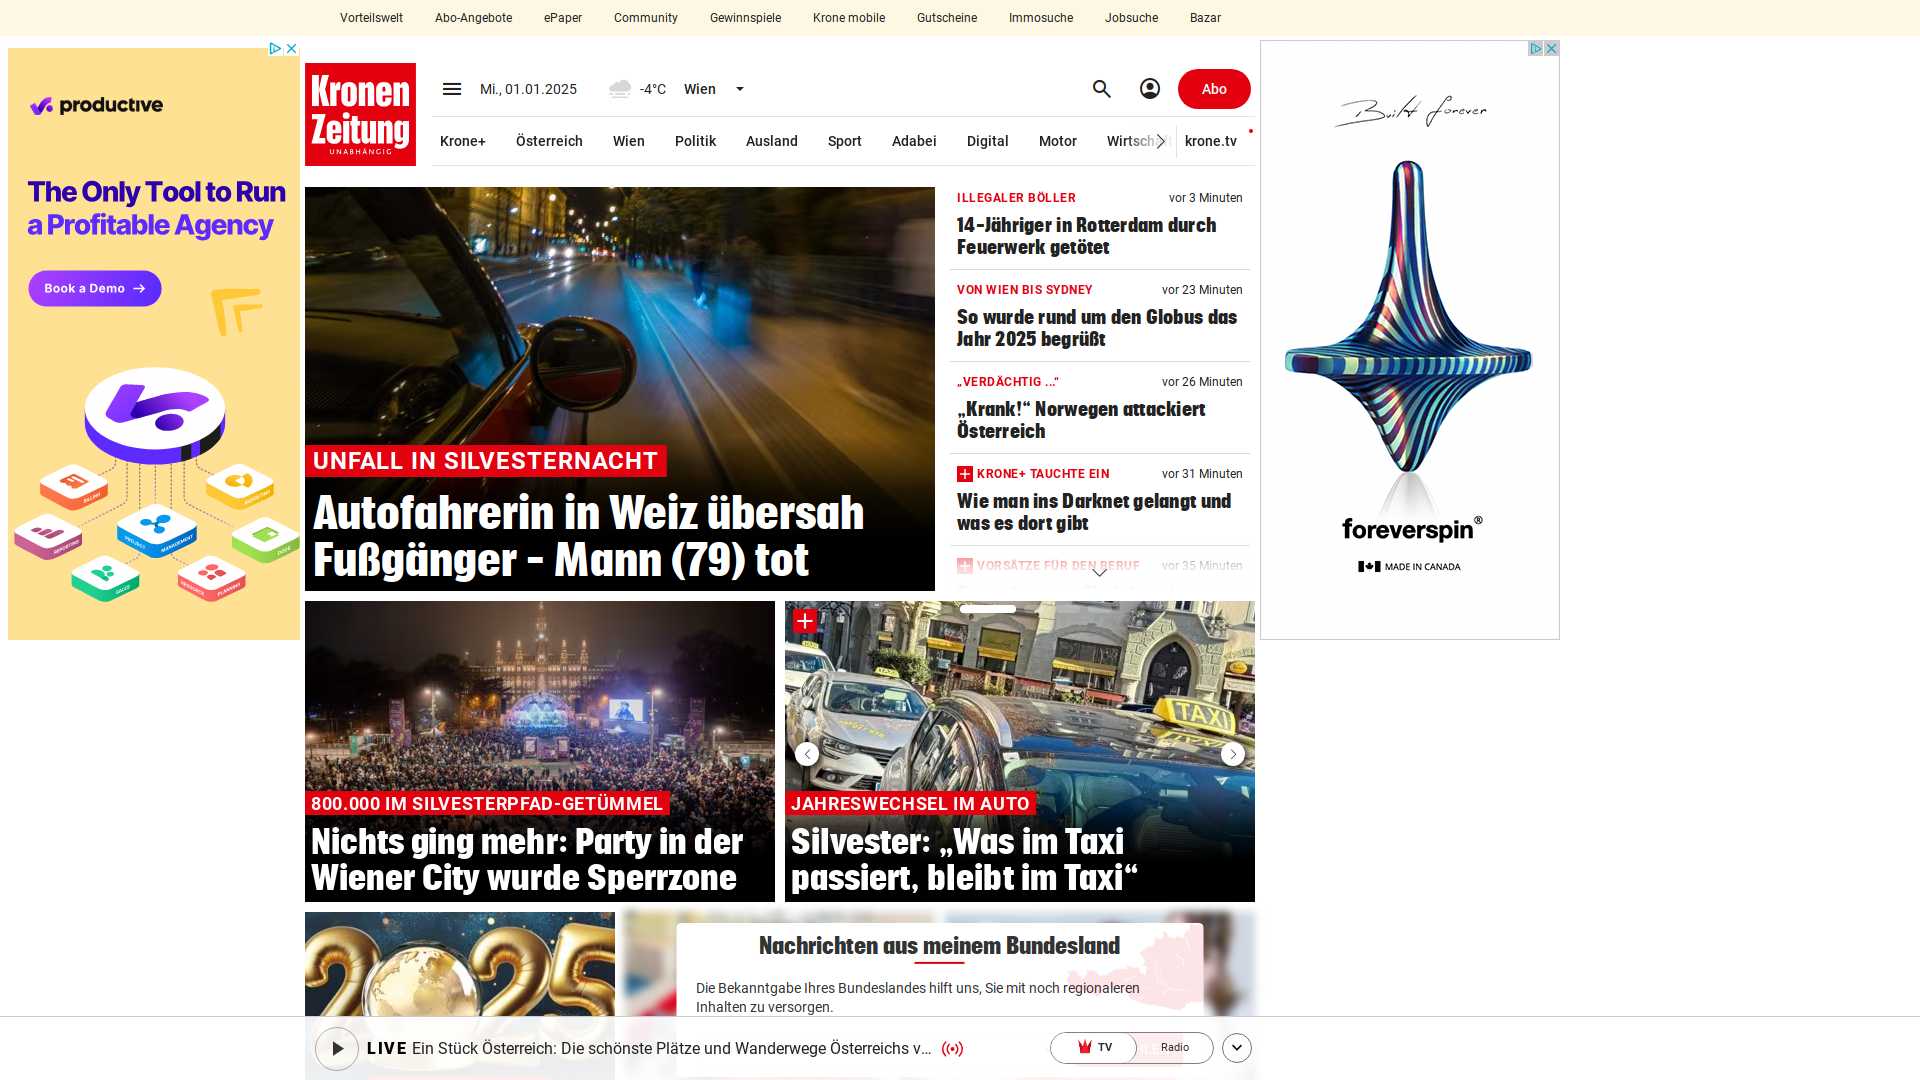 Vorteilswelt Abo-Angebote ePaper Community Gewinnspiele Krone mobile Gutscheine Immosuche Jobsuche Bazar
productive
The Only Tool to Run
a Profitable Agency
Book a Demo
Kronen
Zeitung
UNABHÄNGIG
Mi., 01.01.2025 -4°C Wien
Abo
Krone+ Österreich Wien Politik Ausland Sport Adabei Digital Motor krone.tv
UNFALL IN SILVESTERNACHT
Autofahrerin in Weiz übersah
Fußgänger - Mann (79) tot
ILLEGALER BÖLLER vor 3 Minuten
14-Jähriger in Rotterdam durch
Feuerwerk getötet
VON WIEN BIS SYDNEY vor 23 Minuten
So wurde rund um den Globus das
Jahr 2025 begrüßt
„VERDÄCHTIG ...“ vor 26 Minuten
„Krank!“ Norwegen attackiert
Österreich
KRONE+ TAUCHTE EIN vor 31 Minuten
Wie man ins Darknet gelangt und
was es dort gibt
VORSÄTZE FÜR DEN BERUF vor 35 Minuten
Built forever
foreverspin®
MADE IN CANADA
800.000 IM SILVESTERPFAD-GETÜMMEL
Nichts ging mehr: Party in der
Wiener City wurde Sperrzone
TAXI
JAHRESWECHSEL IM AUTO
Silvester: „Was im Taxi
passiert, bleibt im Taxi“
2025
Nachrichten aus meinem Bundesland
Die Bekanntgabe Ihres Bundeslandes hilft uns, Sie mit noch regionaleren
Inhalten zu versorgen.
LIVE Ein Stück Österreich: Die schönste Plätze und Wanderwege Österreichs v...
TV Radio